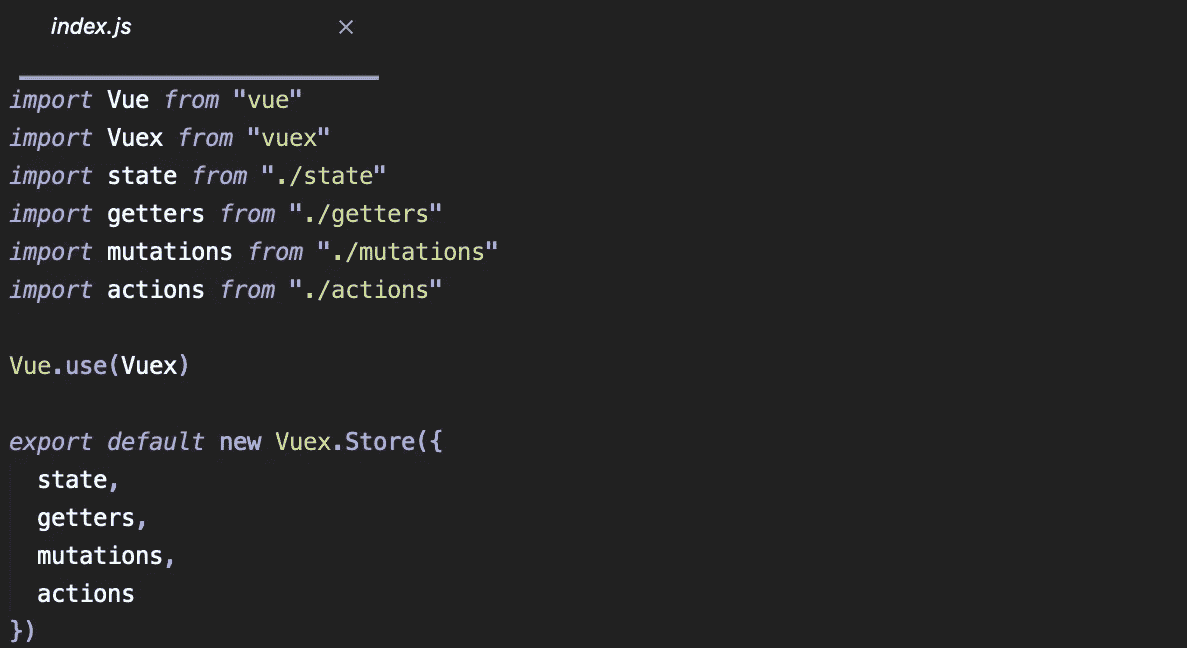 index.js ×
import Vue from "vue"
import Vuex from "vuex"
import state from "./state"
import getters from "./getters"
import mutations from "./mutations"
import actions from "./actions"
Vue.use(Vuex)
export default new Vuex.Store({
  state,
  getters,
  mutations,
  actions
})